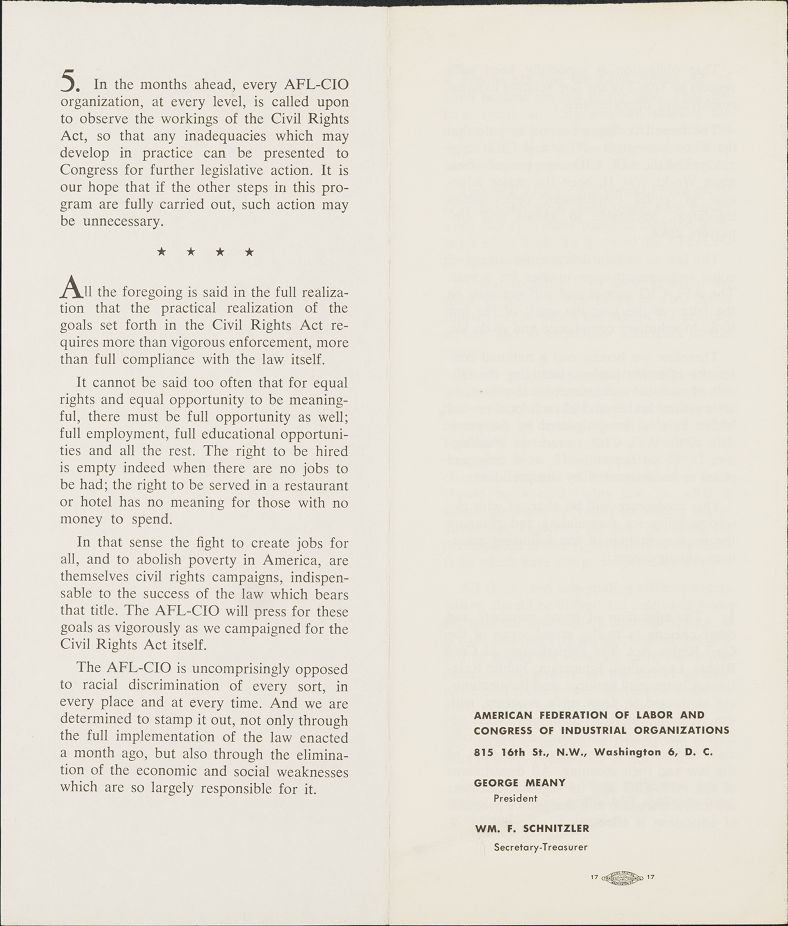 5. In the months ahead, every AFL-CIO
organization, at every level, is called upon
to observe the workings of the Civil Rights
Act, so that any inadequacies which may
develop in practice can be presented to
Congress for further legislative action. It is
our hope that if the other steps in this pro-
gram are fully carried out, such action may
be unnecessary.
★ ★ ★ ★
All the foregoing is said in the full realiza-
tion that the practical realization of the
goals set forth in the Civil Rights Act re-
quires more than vigorous enforcement, more
than full compliance with the law itself.
It cannot be said too often that for equal
rights and equal opportunity to be meaning-
ful, there must be full opportunity as well;
full employment, full educational opportuni-
ties and all the rest. The right to be hired
is empty indeed when there are no jobs to
be had; the right to be served in a restaurant
or hotel has no meaning for those with no
money to spend.
In that sense the fight to create jobs for
all, and to abolish poverty in America, are
themselves civil rights campaigns, indispen-
sable to the success of the law which bears
that title. The AFL-CIO will press for these
goals as vigorously as we campaigned for the
Civil Rights Act itself.
The AFL-CIO is uncomprisingly opposed
to racial discrimination of every sort, in
every place and at every time. And we are
determined to stamp it out, not only through
the full implementation of the law enacted
a month ago, but also through the elimina-
tion of the economic and social weaknesses
which are so largely responsible for it.
AMERICAN FEDERATION OF LABOR AND
CONGRESS OF INDUSTRIAL ORGANIZATIONS
815 16th St., N.W., Washington 6, D. C.
GEORGE MEANY
President
WM. F. SCHNITZLER
Secretary-Treasurer
17 17